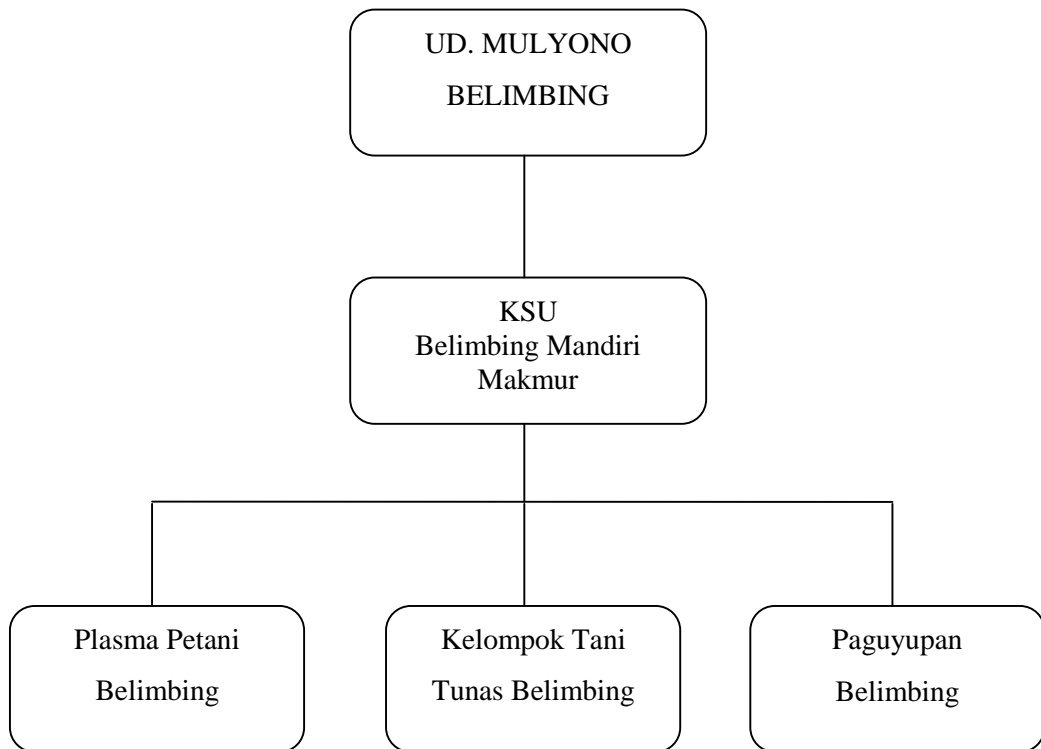 UD. MULYONO
BELIMBING
KSU
Belimbing Mandiri
Makmur
Plasma Petani
Belimbing
Kelompok Tani
Tunas Belimbing
Paguyupan
Belimbing